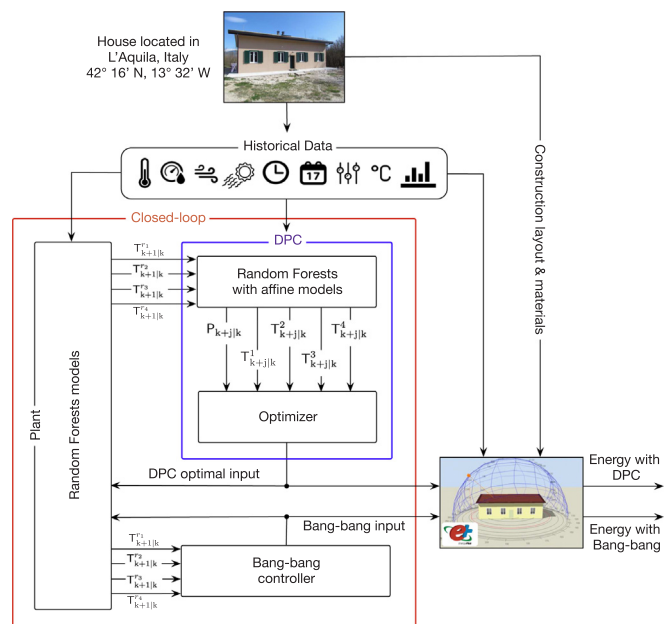 House located in
L'Aquila, Italy
42° 16' N, 13° 32' W
Historical Data
17
°C
Construction layout & materials
Closed-loop
DPC
Plant
Random Forests models
T^{r_1}_{k+1|k}
T^{r_2}_{k+1|k}
T^{r_3}_{k+1|k}
T^{r_4}_{k+1|k}
Random Forests
with affine models
P_{k+j|k}
T^1_{k+j|k}
T^2_{k+j|k}
T^3_{k+j|k}
T^4_{k+j|k}
Optimizer
DPC optimal input
Energy with
DPC
Bang-bang input
Energy with
Bang-bang
T^{r_1}_{k+1|k}
T^{r_2}_{k+1|k}
T^{r_3}_{k+1|k}
T^{r_4}_{k+1|k}
Bang-bang
controller